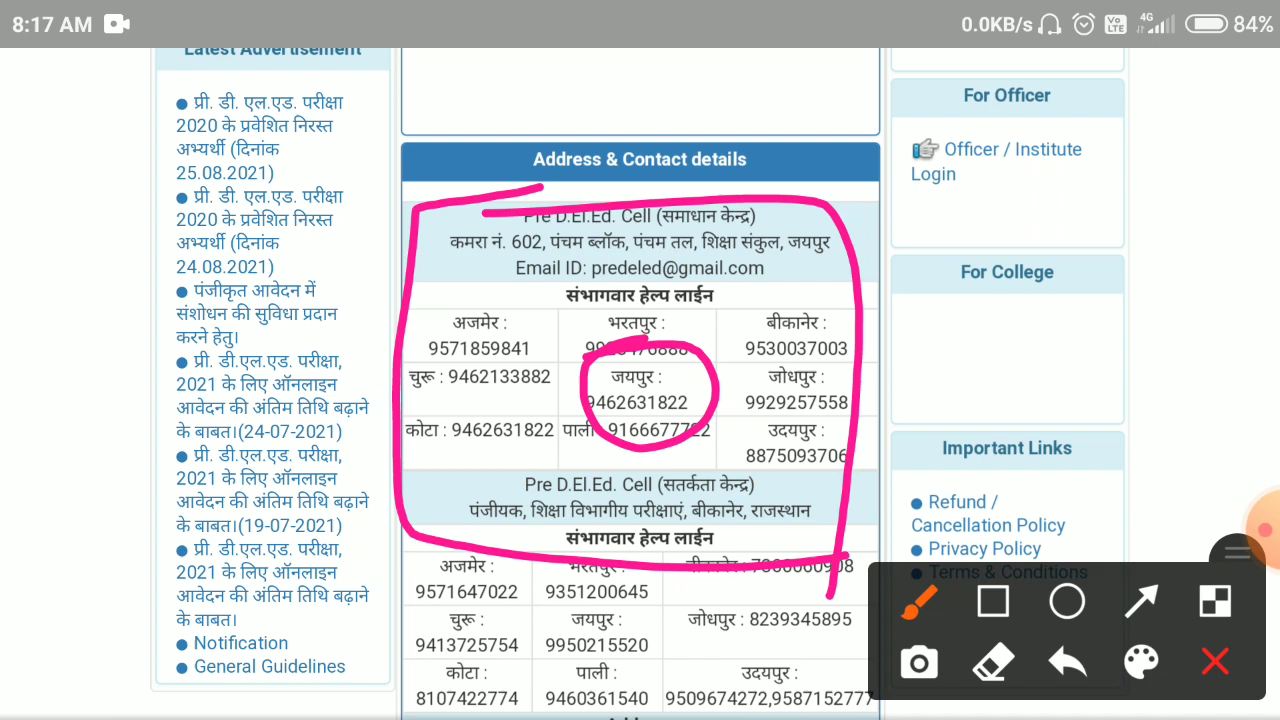 8:17 AM
0.0KB/s
Vo
LTE
4G
84%
Latest Advertisement
प्री. डी. एल.एड. परीक्षा
2020 के प्रवेशित निरस्त
अभ्यर्थी (दिनांक
25.08.2021)
प्री. डी. एल.एड. परीक्षा
2020 के प्रवेशित निरस्त
अभ्यर्थी (दिनांक
24.08.2021)
पंजीकृत आवेदन में
संशोधन की सुविधा प्रदान
करने हेतु।
प्री. डी.एल.एड. परीक्षा,
2021 के लिए ऑनलाइन
आवेदन की अंतिम तिथि बढ़ाने
के बाबत।(24-07-2021)
प्री. डी.एल.एड. परीक्षा,
2021 के लिए ऑनलाइन
आवेदन की अंतिम तिथि बढ़ाने
के बाबत।(19-07-2021)
प्री. डी.एल.एड. परीक्षा,
2021 के लिए ऑनलाइन
आवेदन की अंतिम तिथि बढ़ाने
के बाबत।
Notification
General Guidelines
Address & Contact details
Pre D.El.Ed. Cell (समाधान केन्द्र)
कमरा नं. 602, पंचम ब्लॉक, पंचम तल, शिक्षा संकुल, जयपुर
Email ID: predeled@gmail.com
संभागवार हेल्प लाईन
अजमेर :
9571859841
भरतपुर :
बीकानेर :
9530037003
चुरू : 9462133882
जयपुर :
9462631822
जोधपुर :
9929257558
कोटा : 9462631822
पाली : 9166677722
उदयपुर :
8875093706
Pre D.El.Ed. Cell (सतर्कता केन्द्र)
पंजीयक, शिक्षा विभागीय परीक्षाएं, बीकानेर, राजस्थान
संभागवार हेल्प लाईन
अजमेर :
9571647022
भरतपुर :
9351200645
बीकानेर :
चुरू :
9413725754
जयपुर :
9950215520
जोधपुर : 8239345895
कोटा :
8107422774
पाली :
9460361540
उदयपुर :
9509674272,9587152777
For Officer
Officer / Institute
Login
For College
Important Links
Refund /
Cancellation Policy
Privacy Policy
Terms & Conditions